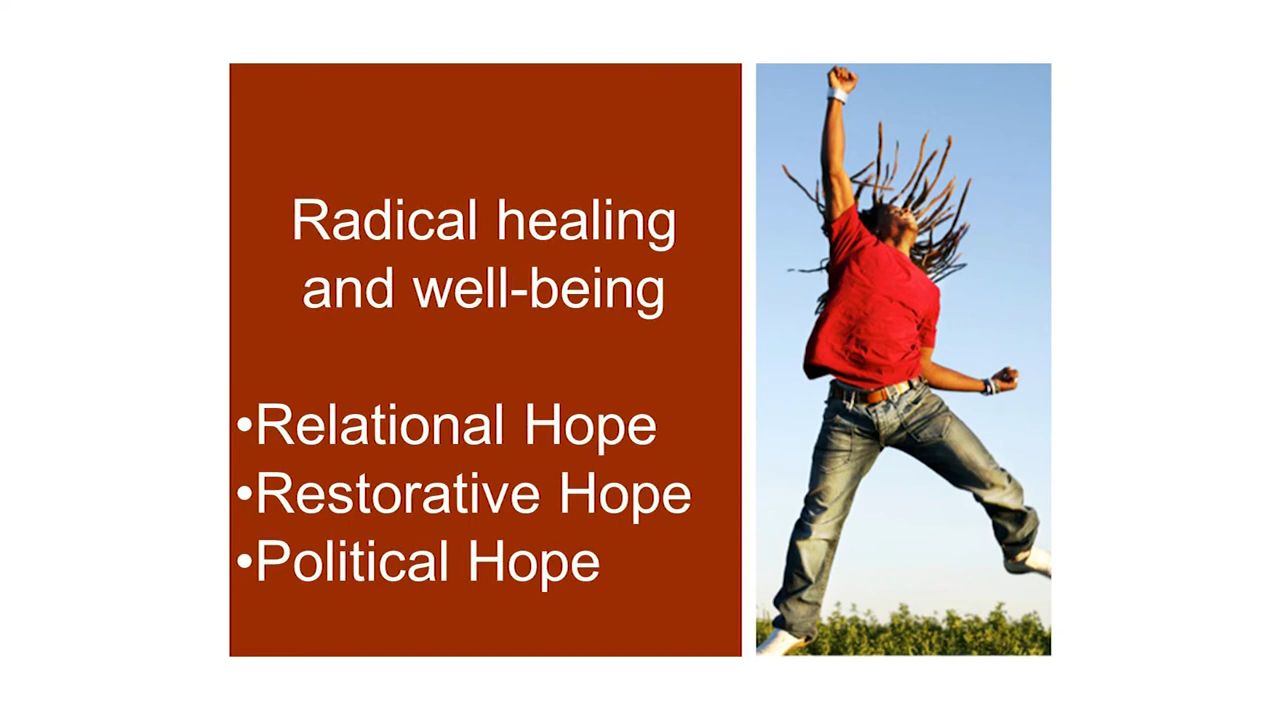 Radical healing
and well-being
•Relational Hope
•Restorative Hope
•Political Hope